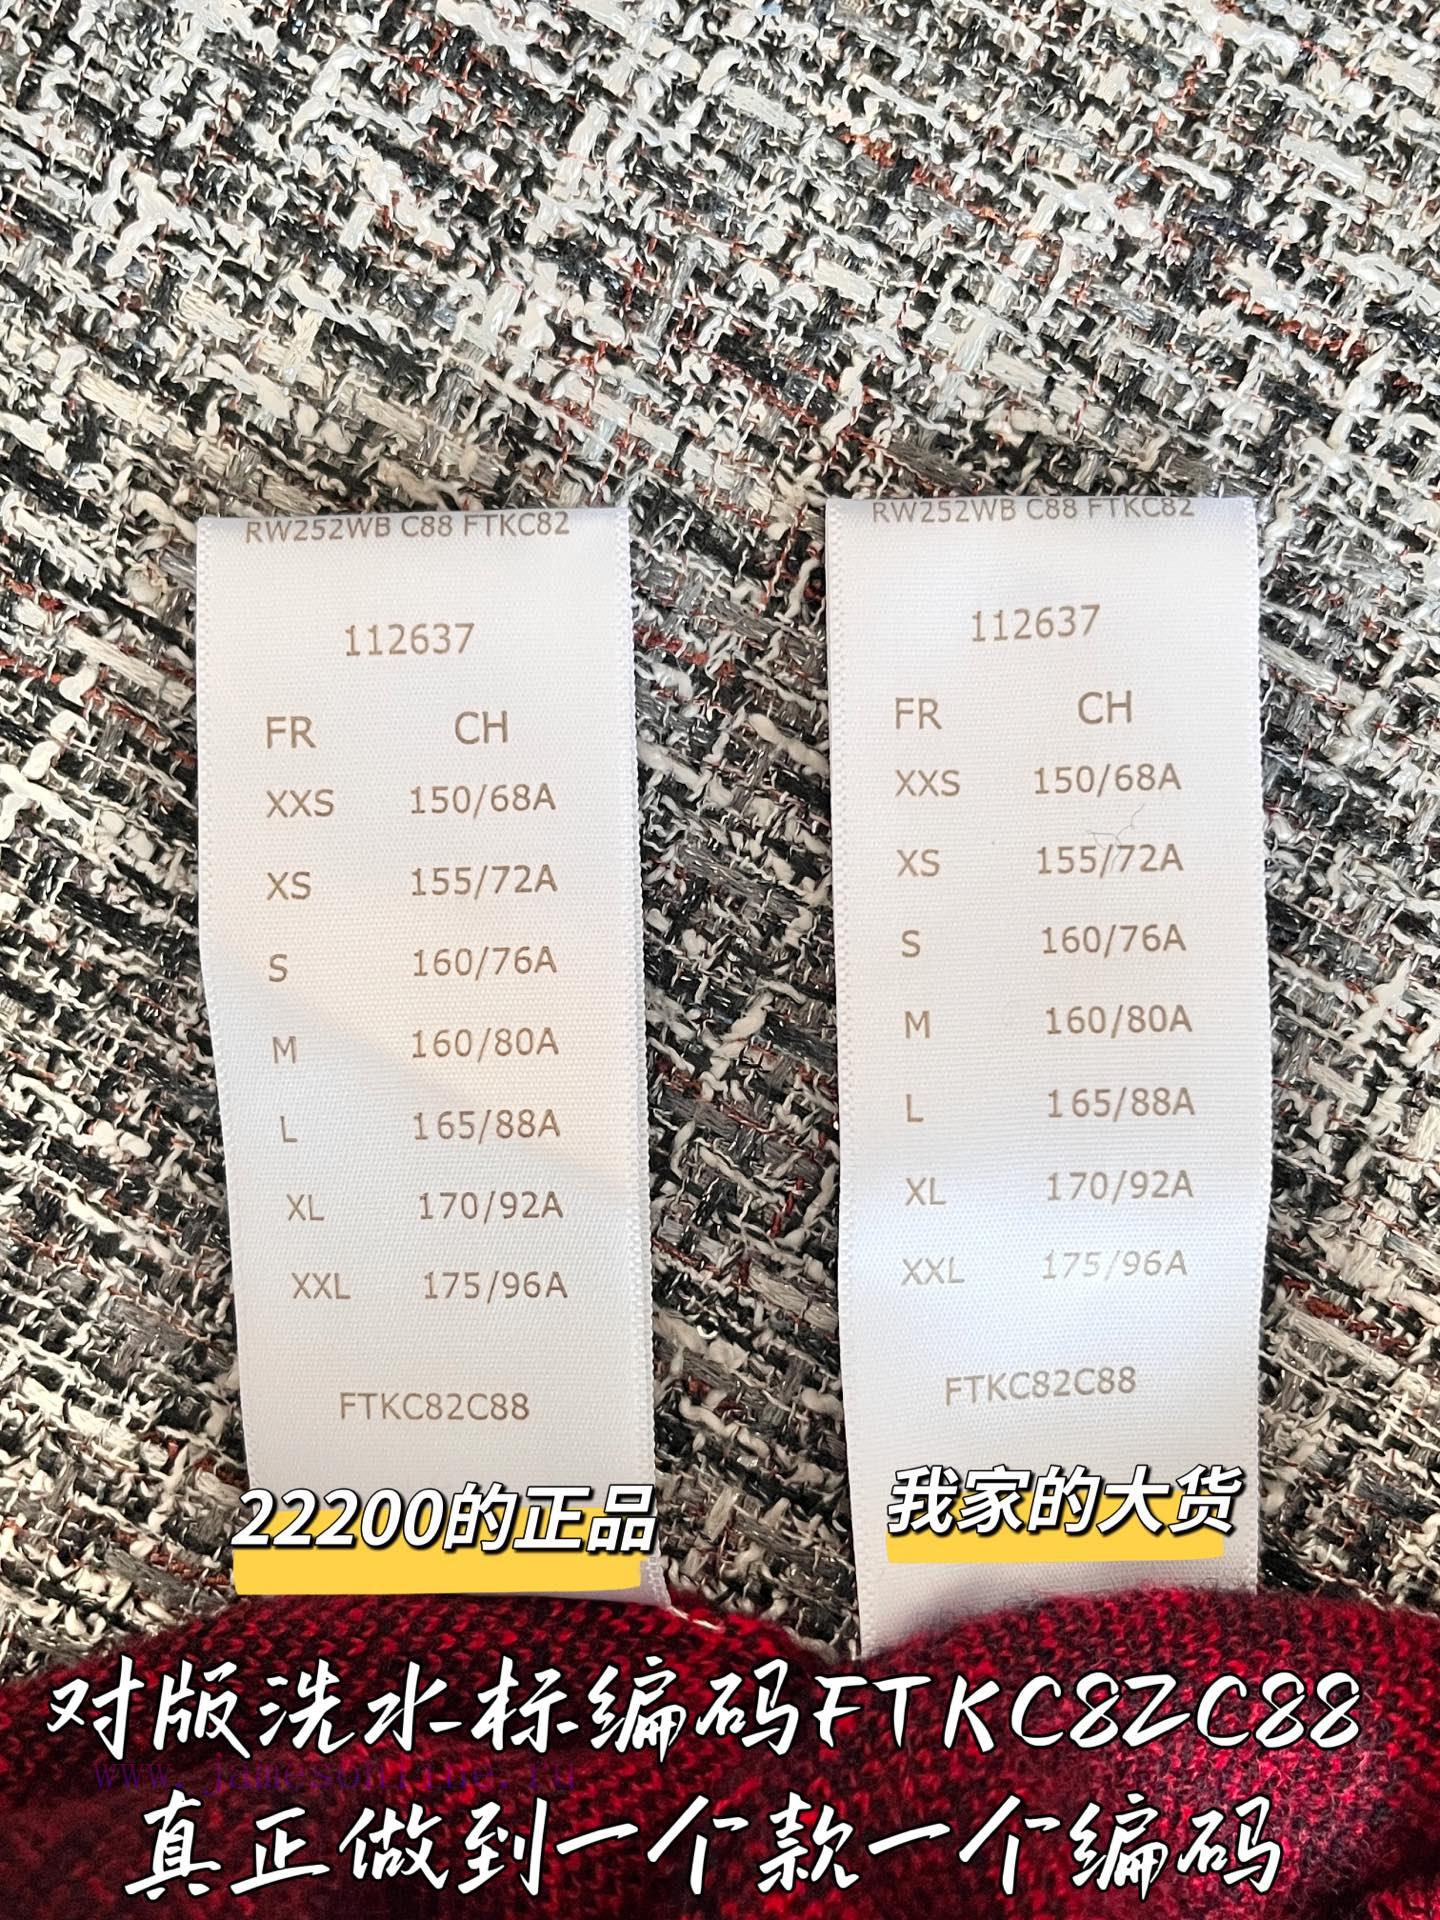 RW252WB C88 FTKC82
112637
FR CH
XXS 150/68A
XS 155/72A
S 160/76A
M 160/80A
L 165/88A
XL 170/92A
XXL 175/96A
FTKC82C88
22200的正品
RW252WB C88 FTKC82
112637
FR CH
XXS 150/68A
XS 155/72A
S 160/76A
M 160/80A
L 165/88A
XL 170/92A
XXL 175/96A
FTKC82C88
我家的大货
对版洗水标编码FTKC82C88
www.jamesonline.ru
真正做到一个款一个编码